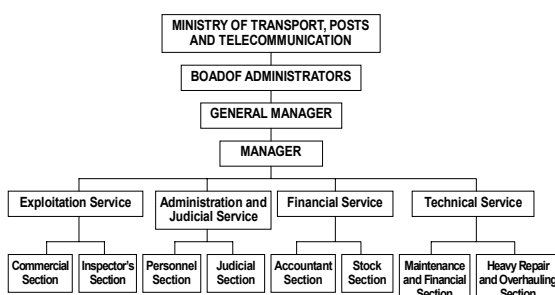 MINISTRY OF TRANSPORT, POSTS
AND TELECOMMUNICATION
BOADOF ADMINISTRATORS
GENERAL MANAGER
MANAGER
Exploitation Service
Administration and
Judicial Service
Financial Service
Technical Service
Commercial
Section
Inspector's
Section
Personnel
Section
Judicial
Section
Accountant
Section
Stock
Section
Maintenance
and Financial
Section
Heavy Repair
and Overhauling
Section